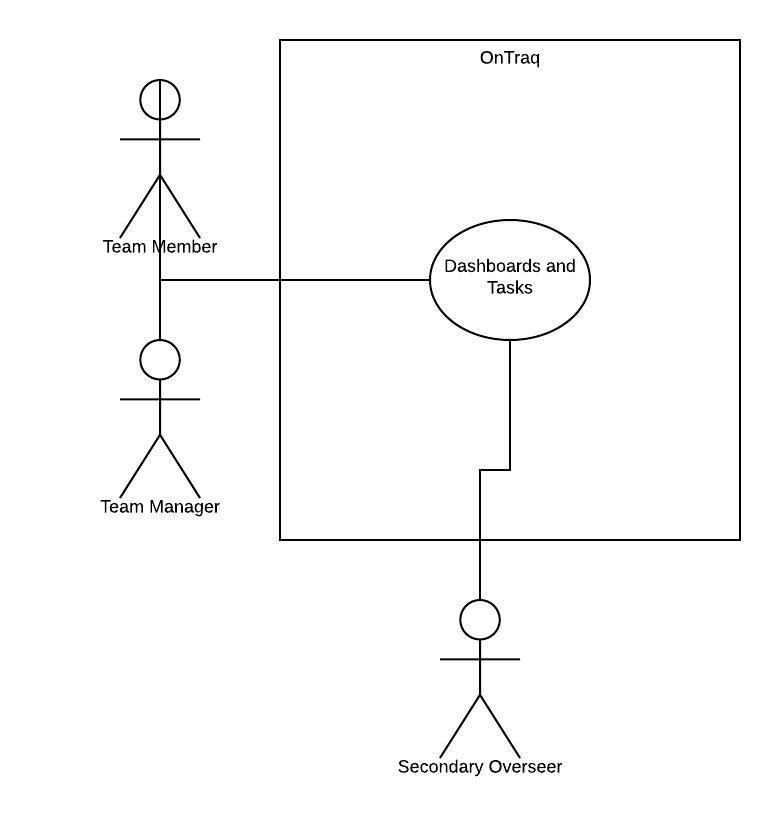 OnTraq
Team Member
Dashboards and
Tasks
Team Manager
Secondary Overseer